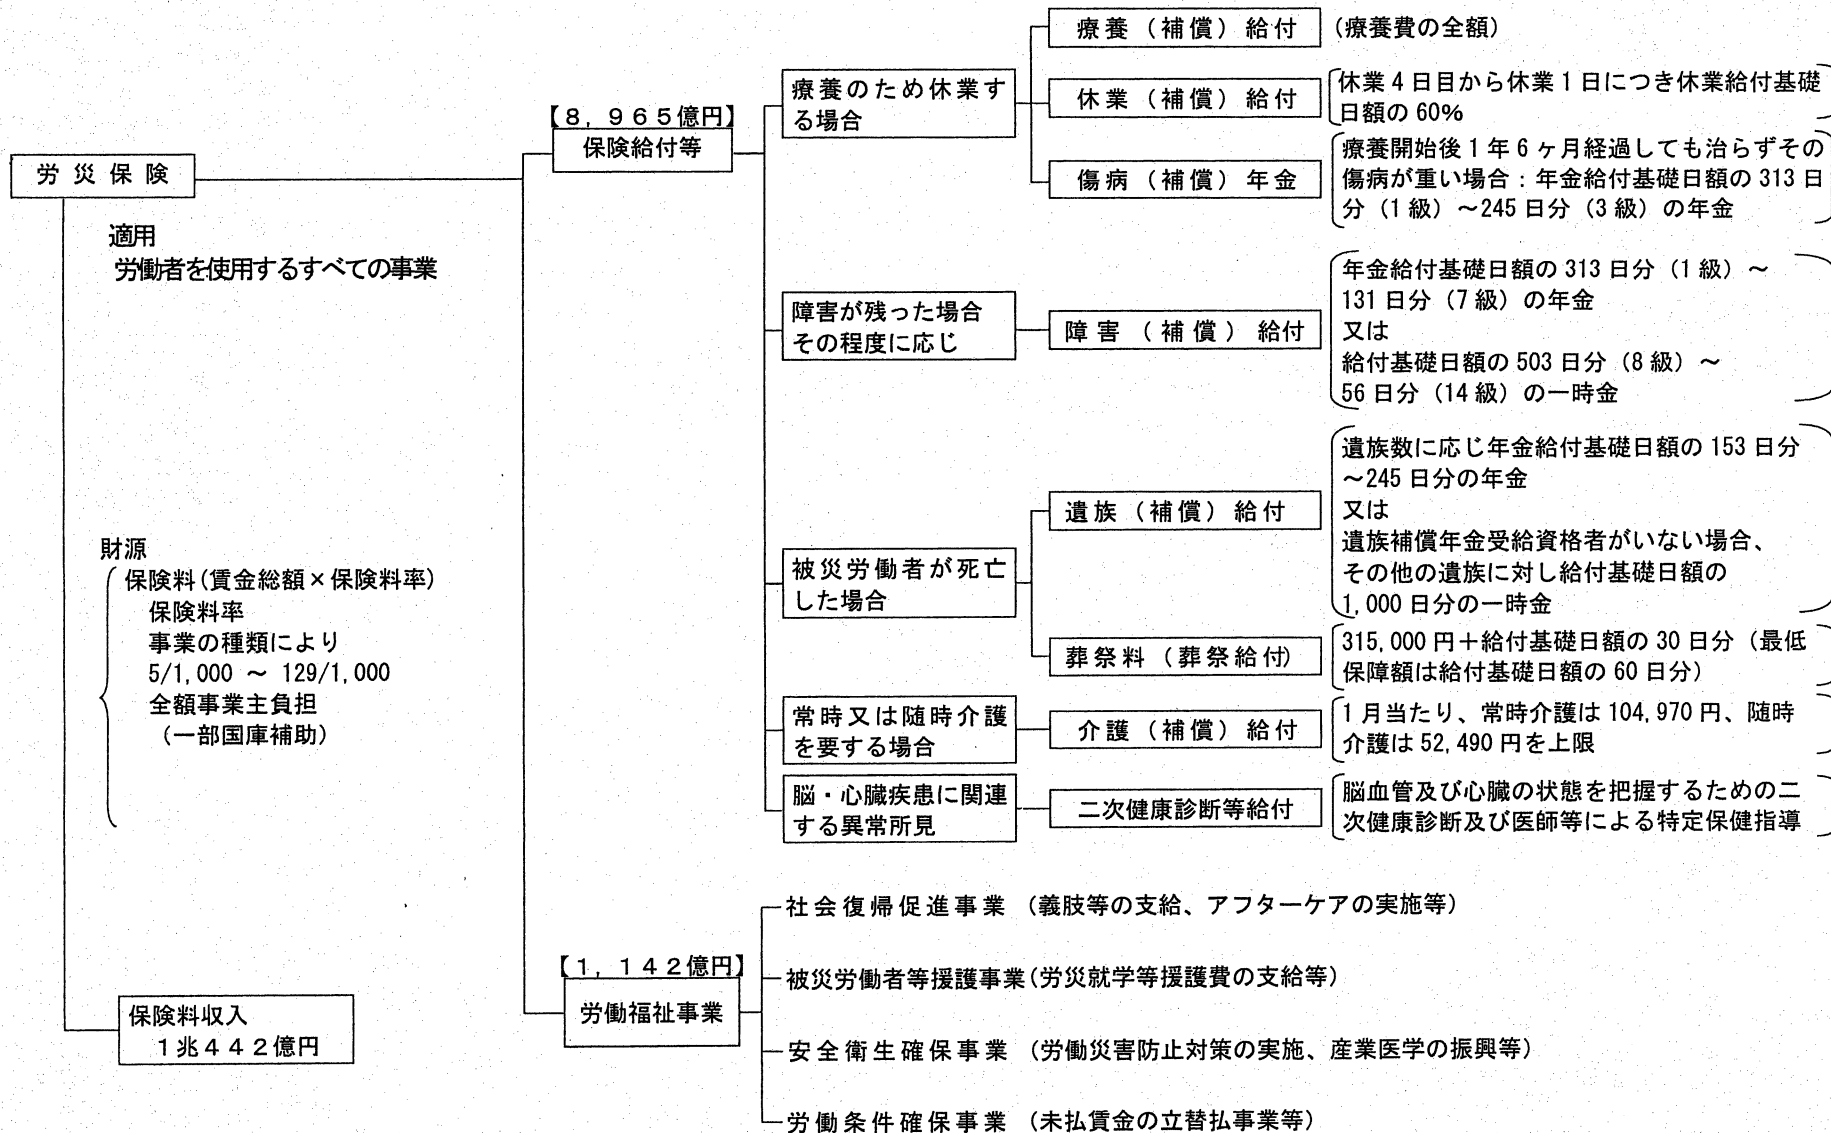 労災保険
適用
労働者を使用するすべての事業
財源
保険料(賃金総額×保険料率)
保険料率
事業の種類により
5/1,000 ～ 129/1,000
全額事業主負担
(一部国庫補助)
保険料収入
1兆442億円
【8,965億円】
保険給付等
療養のため休業す
る場合
療養(補償)給付
(療養費の全額)
休業(補償)給付
休業4日目から休業1日につき休業給付基礎
日額の60%
傷病(補償)年金
療養開始後1年6ヶ月経過しても治らずその
傷病が重い場合:年金給付基礎日額の313日
分(1級)～245日分(3級)の年金
障害が残った場合
その程度に応じ
障害(補償)給付
年金給付基礎日額の313日分(1級)～
131日分(7級)の年金
又は
給付基礎日額の503日分(8級)～
56日分(14級)の一時金
被災労働者が死亡
した場合
遺族(補償)給付
遺族数に応じ年金給付基礎日額の153日分
～245日分の年金
又は
遺族補償年金受給資格者がいない場合、
その他の遺族に対し給付基礎日額の
1,000日分の一時金
葬祭料(葬祭給付)
315,000円+給付基礎日額の30日分(最低
保障額は給付基礎日額の60日分)
常時又は随時介護
を要する場合
介護(補償)給付
1月当たり、常時介護は104,970円、随時
介護は52,490円を上限
脳・心臓疾患に関連
する異常所見
二次健康診断等給付
脳血管及び心臓の状態を把握するための二
次健康診断及び医師等による特定保健指導
【1,142億円】
労働福祉事業
社会復帰促進事業 (義肢等の支給、アフターケアの実施等)
被災労働者等援護事業(労災就学等援護費の支給等)
安全衛生確保事業 (労働災害防止対策の実施、産業医学の振興等)
労働条件確保事業 (未払賃金の立替払事業等)